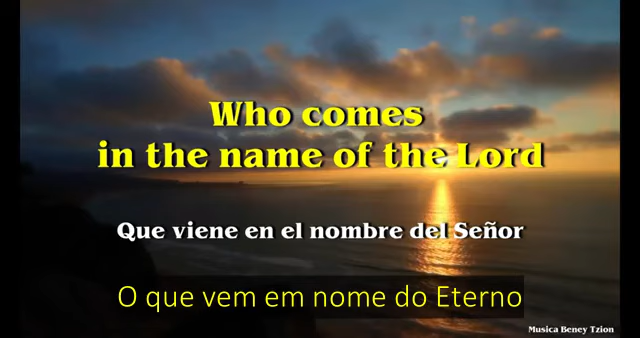 Who comes
in the name of the Lord
Que viene en el nombre del Señor
O que vem em nome do Eterno
Musica Beney Tzion